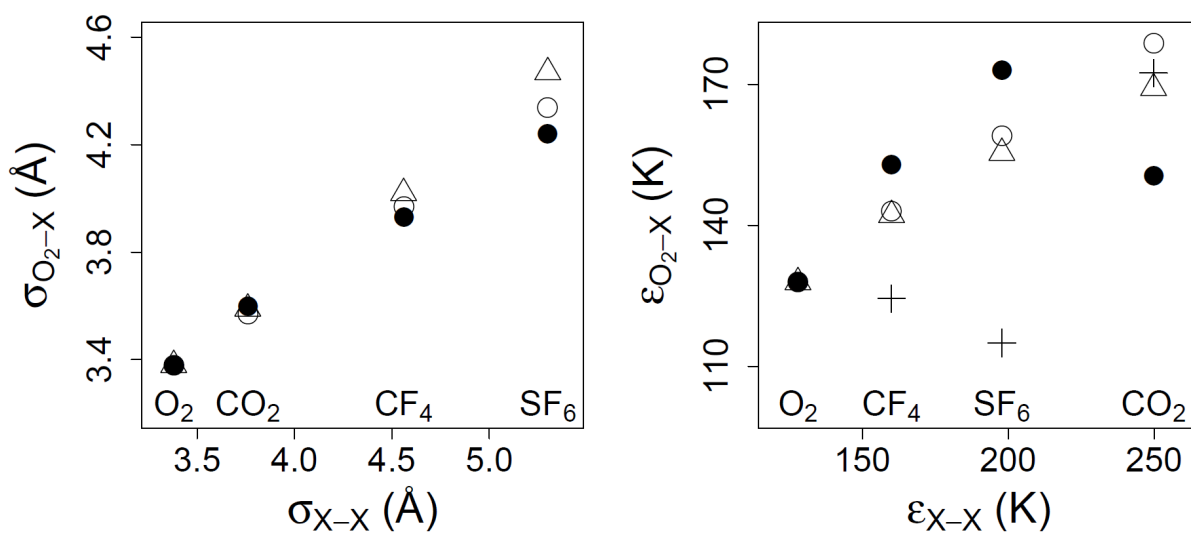 4.6
4.2
3.8
3.4
σO₂–X (Å)
O₂ CO₂ CF₄ SF₆
3.5 4.0 4.5 5.0
σX–X (Å)
170
140
110
εO₂–X (K)
O₂ CF₄ SF₆ CO₂
150 200 250
εX–X (K)